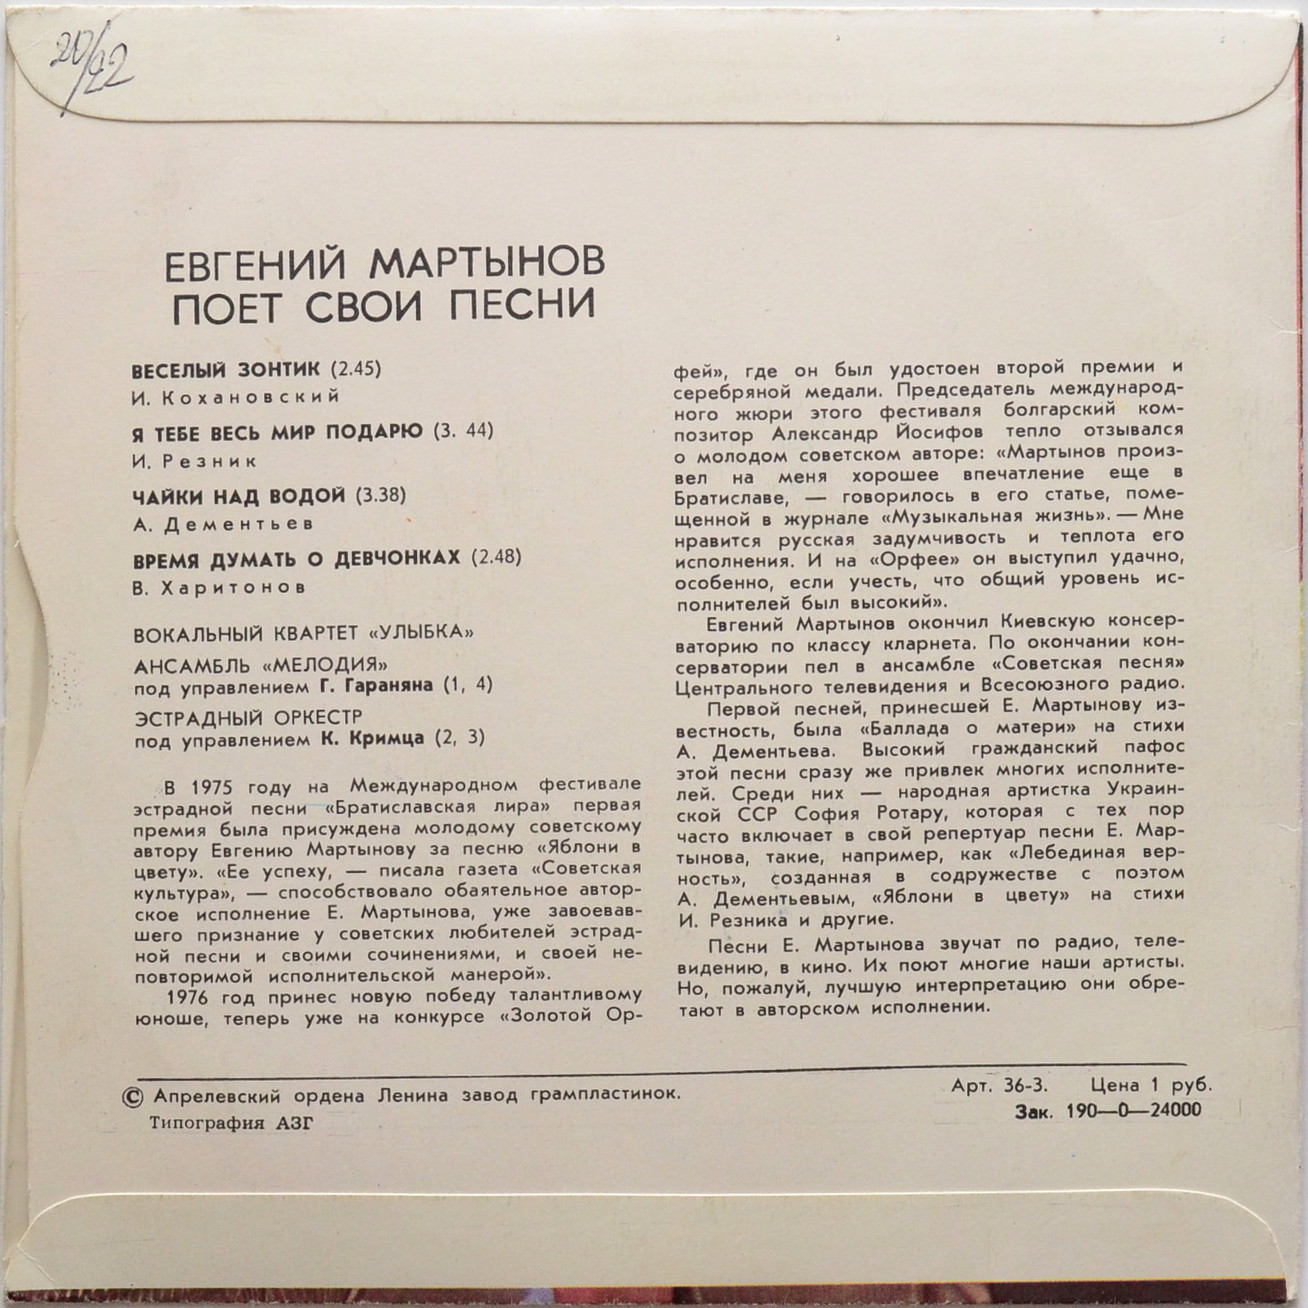 20/22
ЕВГЕНИЙ МАРТЫНОВ
ПОЕТ СВОИ ПЕСНИ
ВЕСЕЛЫЙ ЗОНТИК (2.45)
И. Кохановский
Я ТЕБЕ ВЕСЬ МИР ПОДАРЮ (3. 44)
И. Резник
ЧАЙКИ НАД ВОДОЙ (3.38)
А. Дементьев
ВРЕМЯ ДУМАТЬ О ДЕВЧОНКАХ (2.48)
В. Харитонов
ВОКАЛЬНЫЙ КВАРТЕТ «УЛЫБКА»
АНСАМБЛЬ «МЕЛОДИЯ»
под управлением Г. Гараняна (1, 4)
ЭСТРАДНЫЙ ОРКЕСТР
под управлением К. Кримца (2, 3)
В 1975 году на Международном фестивале
эстрадной песни «Братиславская лира» первая
премия была присуждена молодому советскому
автору Евгению Мартынову за песню «Яблони в
цвету». «Ее успеху, — писала газета «Советская
культура», — способствовало обаятельное автор-
ское исполнение Е. Мартынова, уже завоевав-
шего признание у советских любителей эстрад-
ной песни и своими сочинениями, и своей не-
повторимой исполнительской манерой».
1976 год принес новую победу талантливому
юноше, теперь уже на конкурсе «Золотой Ор-
фей», где он был удостоен второй премии и
серебряной медали. Председатель международ-
ного жюри этого фестиваля болгарский ком-
позитор Александр Йосифов тепло отзывался
о молодом советском авторе: «Мартынов произ-
вел на меня хорошее впечатление еще в
Братиславе, — говорилось в его статье, поме-
щенной в журнале «Музыкальная жизнь». — Мне
нравится русская задумчивость и теплота его
исполнения. И на «Орфее» он выступил удачно,
особенно, если учесть, что общий уровень ис-
полнителей был высокий».
Евгений Мартынов окончил Киевскую консер-
ваторию по классу кларнета. По окончании кон-
серватории пел в ансамбле «Советская песня»
Центрального телевидения и Всесоюзного радио.
Первой песней, принесшей Е. Мартынову из-
вестность, была «Баллада о матери» на стихи
А. Дементьева. Высокий гражданский пафос
этой песни сразу же привлек многих исполните-
лей. Среди них — народная артистка Украин-
ской ССР София Ротару, которая с тех пор
часто включает в свой репертуар песни Е. Мар-
тынова, такие, например, как «Лебединая вер-
ность», созданная в содружестве с поэтом
А. Дементьевым, «Яблони в цвету» на стихи
И. Резника и другие.
Песни Е. Мартынова звучат по радио, теле-
видению, в кино. Их поют многие наши артисты.
Но, пожалуй, лучшую интерпретацию они обре-
тают в авторском исполнении.
© Апрелевский ордена Ленина завод грампластинок.
Типография АЗГ
Арт. 36-3. Цена 1 руб.
Зак. 190—0—24000